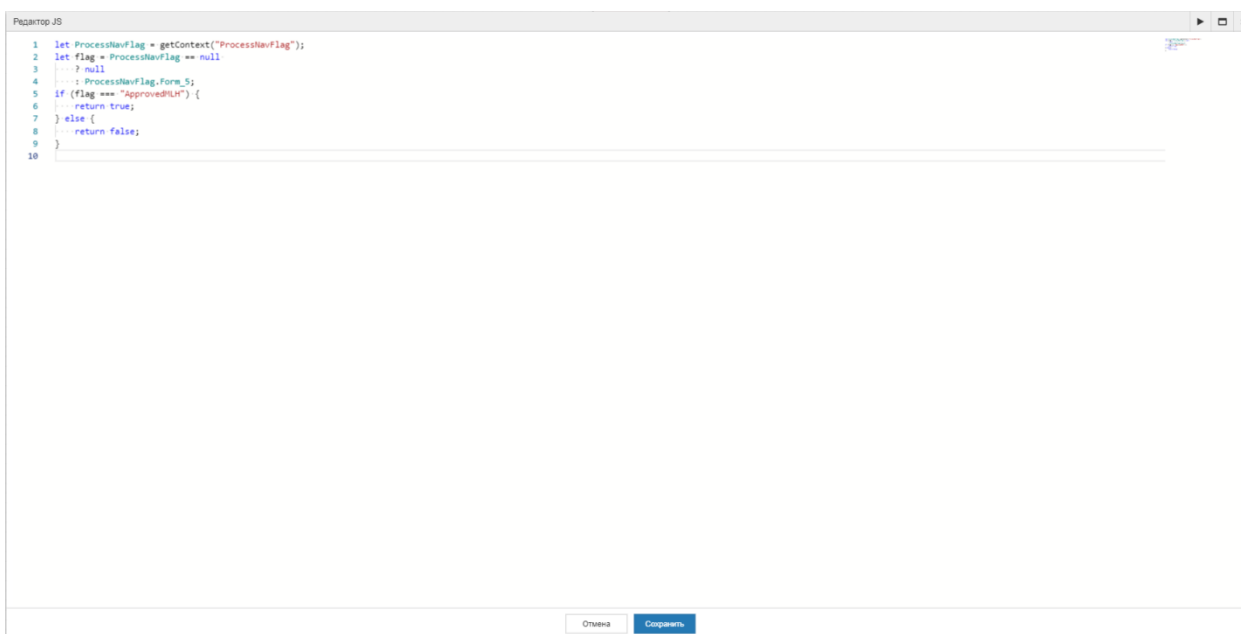 Редактор JS
1 let ProcessNavFlag = getContext("ProcessNavFlag");
2 let flag = ProcessNavFlag == null
3 ? null
4 : ProcessNavFlag.Form_5;
5 if (flag === "ApprovedMLH") {
6 return true;
7 } else {
8 return false;
9 }
10
Отмена Сохранить